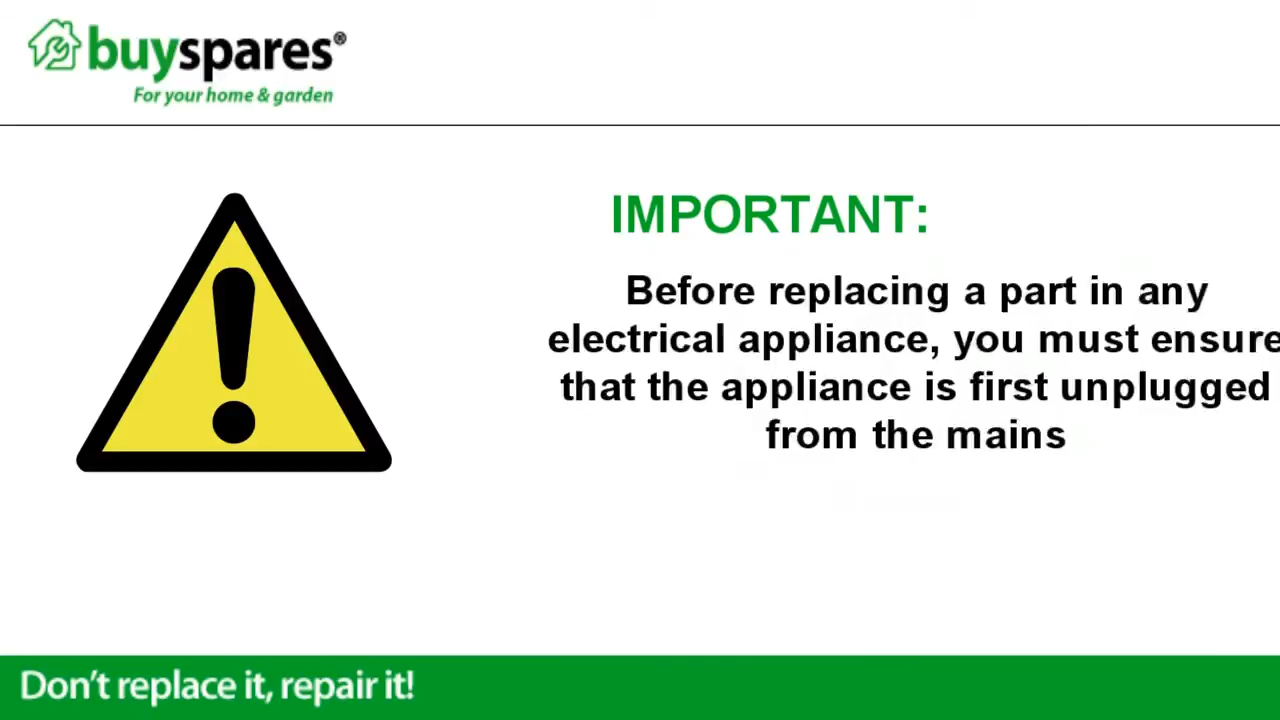 buyspares®
For your home & garden
IMPORTANT:
Before replacing a part in any
electrical appliance, you must ensure
that the appliance is first unplugged
from the mains
Don't replace it, repair it!